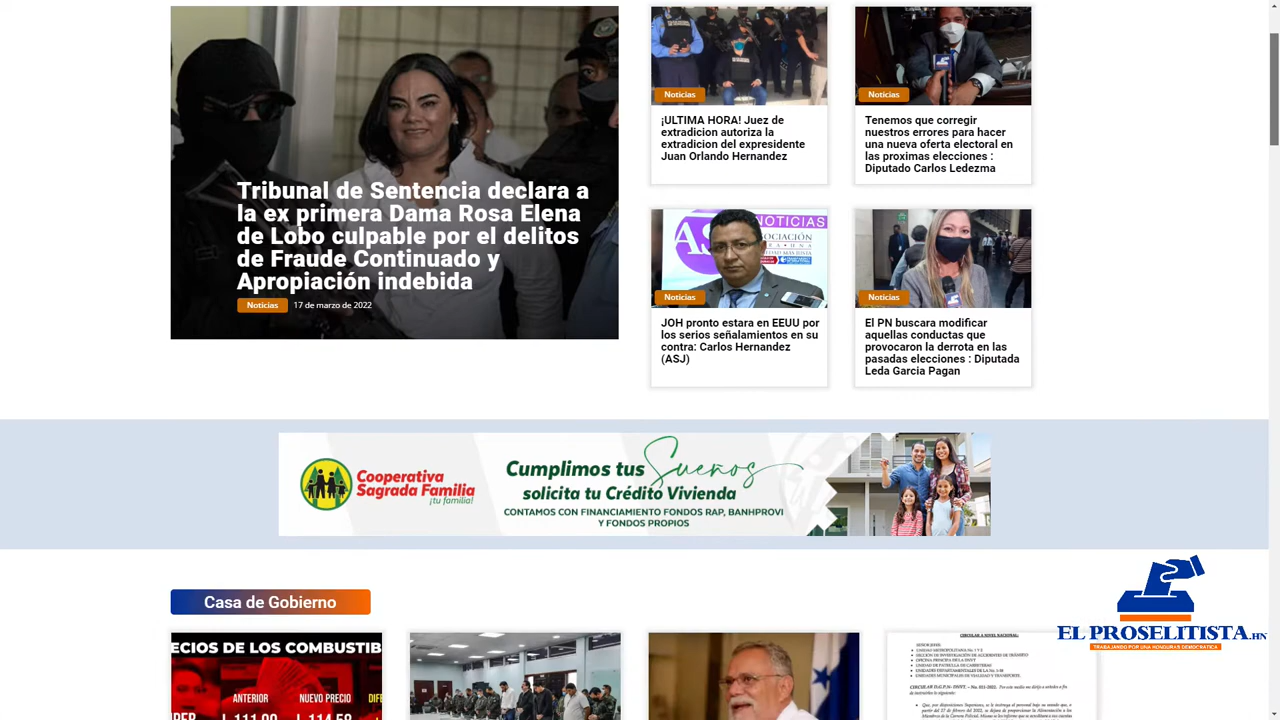 Tribunal de Sentencia declara a
la ex primera Dama Rosa Elena
de Lobo culpable por el delitos
de Fraude Continuado y
Apropiación indebida
Noticias 17 de marzo de 2022
Noticias
¡ULTIMA HORA! Juez de
extradicion autoriza la
extradicion del expresidente
Juan Orlando Hernandez
Noticias
Tenemos que corregir
nuestros errores para hacer
una nueva oferta electoral en
las proximas elecciones :
Diputado Carlos Ledezma
NOTICIAS
Noticias
JOH pronto estara en EEUU por
los serios señalamientos en su
contra: Carlos Hernandez
(ASJ)
Noticias
El PN buscara modificar
aquellas conductas que
provocaron la derrota en las
pasadas elecciones : Diputada
Leda Garcia Pagan
Cooperativa
Sagrada Familia
¡tu familia!
Cumplimos tus Sueños
solicita tu Crédito Vivienda
CONTAMOS CON FINANCIAMIENTO FONDOS RAP, BANHPROVI
Y FONDOS PROPIOS
Casa de Gobierno
ECIOS DE LOS COMBUSTIB
ANTERIOR NUEVO PRECIO DIF
CIRCULAR A NIVEL NACIONAL:
SEÑOR JEFES:
EL PROSELITISTA.HN
TRABAJANDO POR UNA HONDURAS DEMOCRATICA